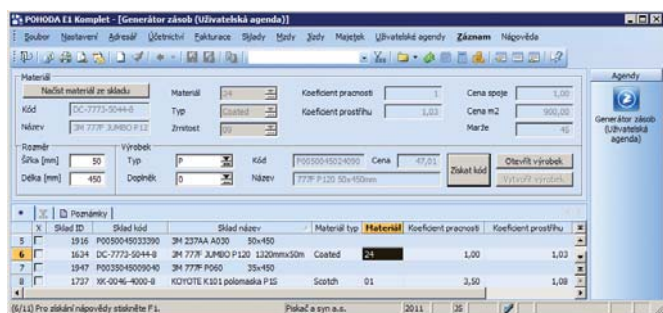 POHODA E1 Komplet - [Generátor zásob (Uživatelská agenda)]
Soubor Nastavení Adresář Účetnictví Fakturace Sklady Mzdy Jízdy Majetek Uživatelské agendy Záznam Nápověda
Materiál
Načíst materiál ze skladu
Materiál 24 Koeficient pracnosti 1 Cena spoje 1,00
Kód DC-7773-5044-8 Typ Coated Koeficient prostřihu 1,03 Cena m2 900,00
Název 3M 777F JUMBO P12 Zrnitost 09 Marže 45
Rozměr Výrobek
Šířka [mm] 50 Typ P Kód P0050045024090 Cena 47,01 Získat kód Otevřít výrobek
Délka [mm] 450 Doplněk 0 Název 777F P120 50x450mm Vytvořit výrobek
Agendy
Generátor zásob (Uživatelská agenda)
* X Poznámky
X Sklad ID Sklad kód Sklad název Materiál typ Materiál Koeficient pracnosti Koeficient prostřihu
5 1916 P0050045033390 3M 237AA A030 50x450
6 1634 DC-7773-5044-8 3M 777F JUMBO P120 1320mmx50m Coated 24 1,00 1,03
7 1947 P0035045009040 3M 777F P060 35x450
8 1737 XK-0046-4000-8 KOYOTE K101 polomaska P1S Scotch 01 3,50 1,08
(6/11) Pro získání nápovědy stiskněte F1. Piskač a syn a.s. 2011 JS